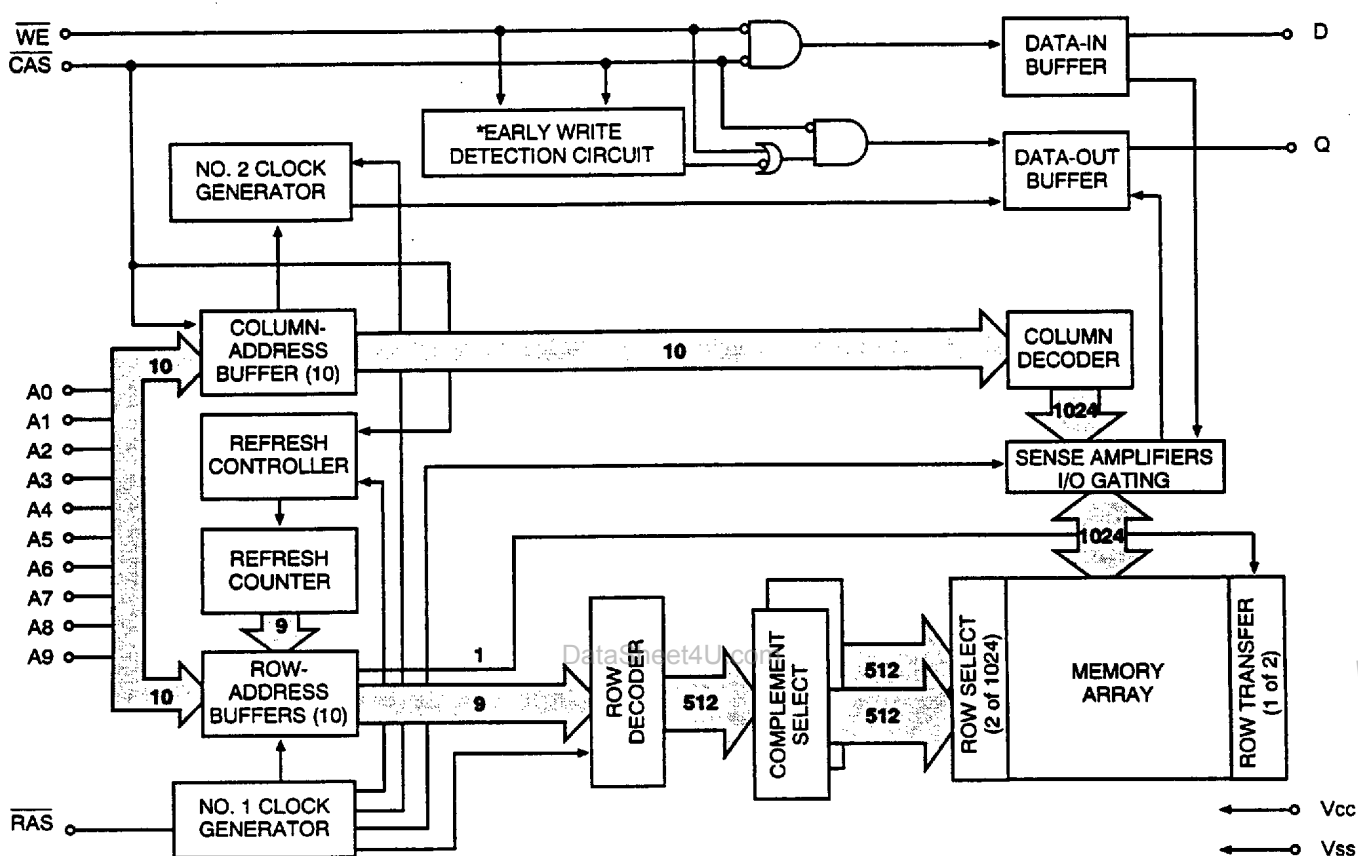 WE
CAS
DATA-IN
BUFFER
D
*EARLY WRITE
DETECTION CIRCUIT
NO. 2 CLOCK
GENERATOR
DATA-OUT
BUFFER
Q
COLUMN-
ADDRESS
BUFFER (10)
10
10
COLUMN
DECODER
1024
A0
A1
A2
A3
A4
A5
A6
A7
A8
A9
REFRESH
CONTROLLER
SENSE AMPLIFIERS
I/O GATING
1024
REFRESH
COUNTER
9
ROW-
ADDRESS
BUFFERS (10)
10
1
9
ROW
DECODER
512
COMPLEMENT
SELECT
512
512
ROW SELECT
(2 of 1024)
MEMORY
ARRAY
ROW TRANSFER
(1 of 2)
DataSheet4U.com
RAS
NO. 1 CLOCK
GENERATOR
Vcc
Vss